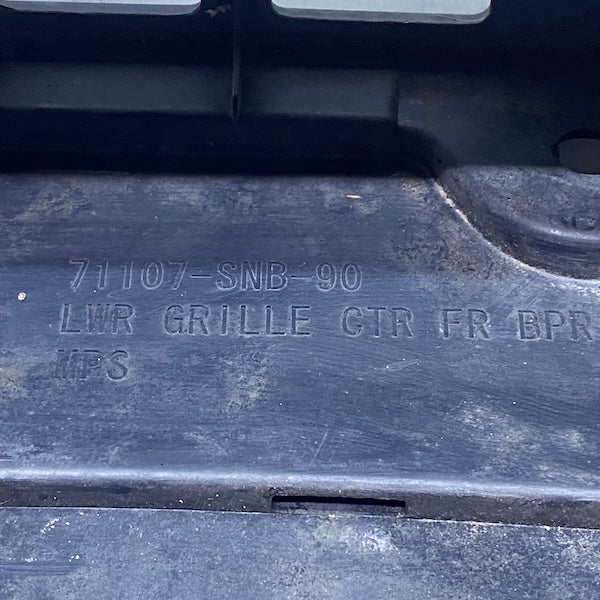 71107-SNB-90
LWR GRILLE CTR FR BPR
MPS